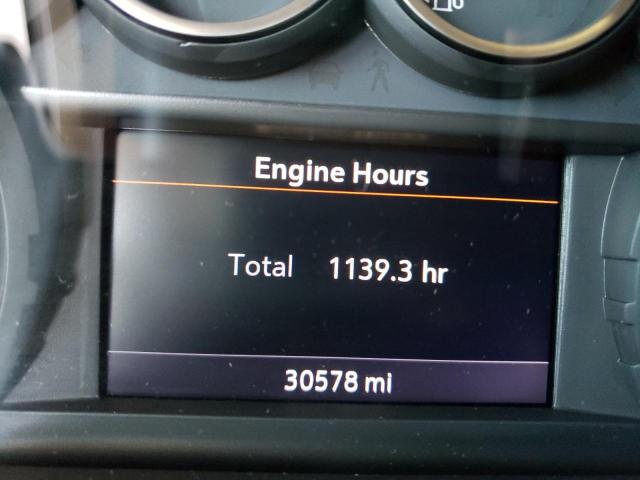 Engine Hours
Total 1139.3 hr
30578 mi